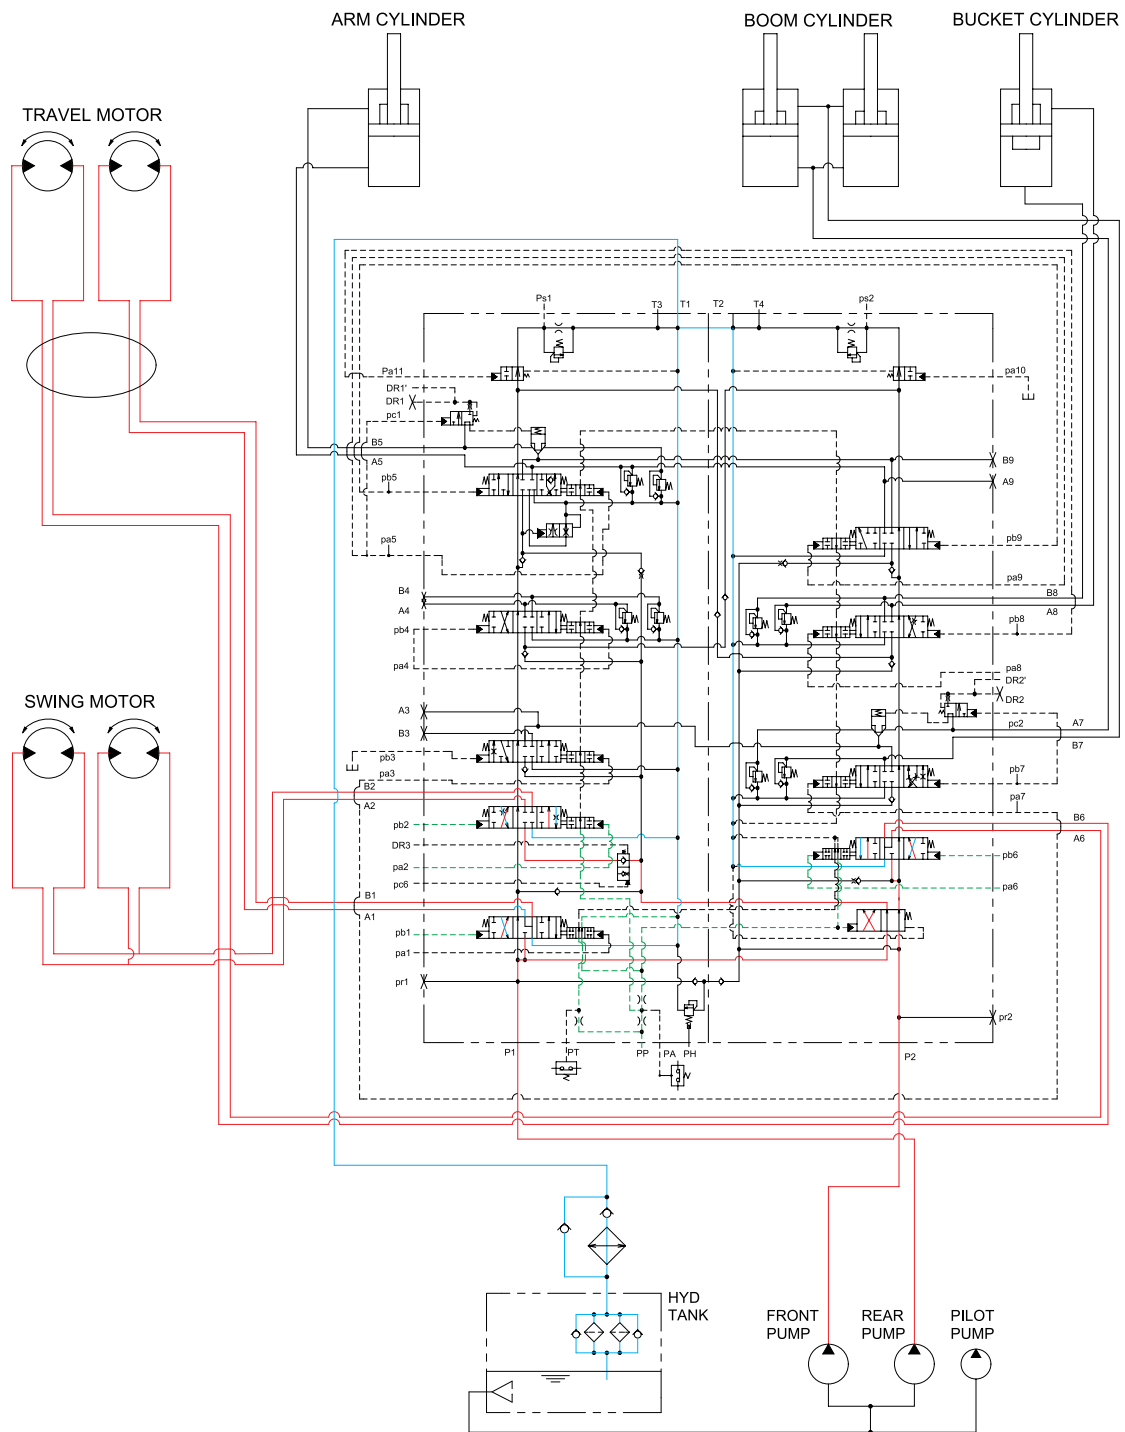 ARM CYLINDER
BOOM CYLINDER
BUCKET CYLINDER
TRAVEL MOTOR
Ps1
T3
T1
T2
T4
ps2
Pa11
pa10
DR1'
DR1
pc1
B5
A5
B9
pb5
A9
pa5
pb9
pa9
B4
B8
A4
A8
pb4
pb8
pa4
pa8
DR2'
DR2
SWING MOTOR
A3
pc2
A7
B3
B7
pb3
pa3
pb7
B2
pa7
A2
pb2
B6
DR3
A6
pa2
pb6
pc6
pa6
B1
A1
pb1
pa1
pr1
pr2
P1
PT
PP
PA
PH
P2
HYD
TANK
FRONT
PUMP
REAR
PUMP
PILOT
PUMP